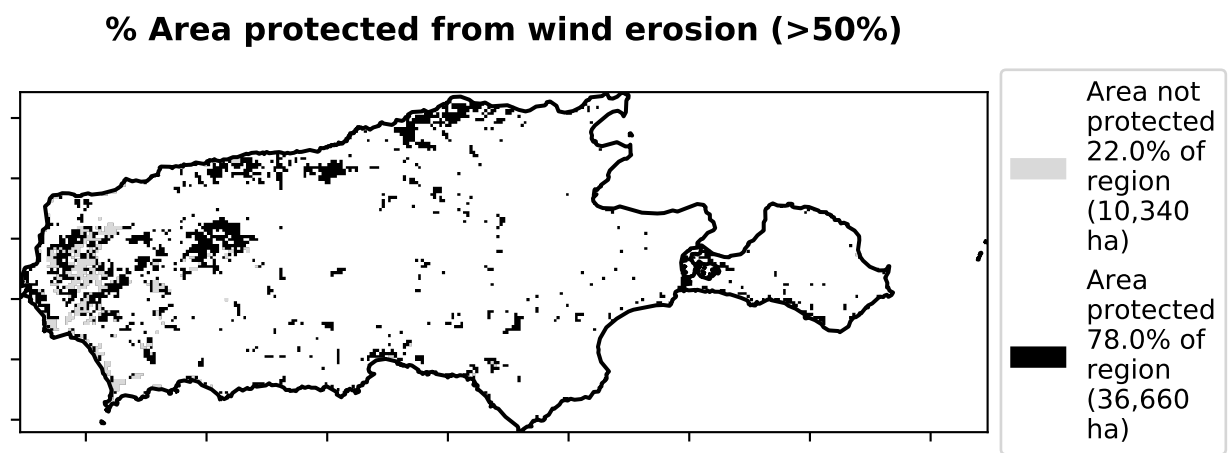 % Area protected from wind erosion (>50%)
Area not
protected
22.0% of
region
(10,340
ha)
Area
protected
78.0% of
region
(36,660
ha)